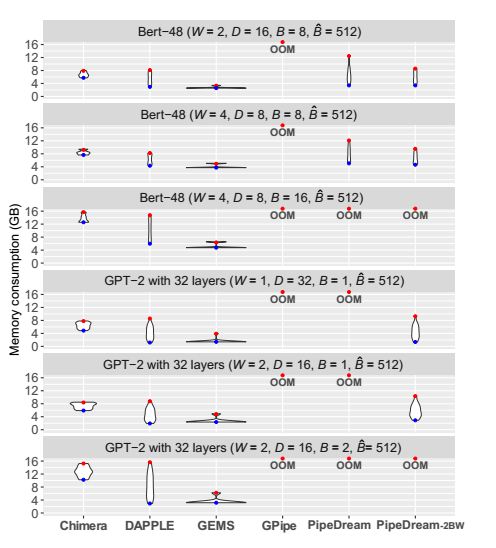 Memory consumption (GB)
Bert−48 (W = 2, D = 16, B = 8, B̂ = 512)
16
12
8
4
0
OOM
Bert−48 (W = 4, D = 8, B = 8, B̂ = 512)
16
12
8
4
0
OOM
Bert−48 (W = 4, D = 8, B = 16, B̂ = 512)
16
12
8
4
0
OOM OOM OOM
GPT−2 with 32 layers (W = 1, D = 32, B = 1, B̂ = 512)
16
12
8
4
0
OOM OOM
GPT−2 with 32 layers (W = 2, D = 16, B = 1, B̂ = 512)
16
12
8
4
0
OOM OOM
GPT−2 with 32 layers (W = 2, D = 16, B = 2, B̂= 512)
16
12
8
4
0
OOM OOM OOM
Chimera DAPPLE GEMS GPipe PipeDream PipeDream-2BW